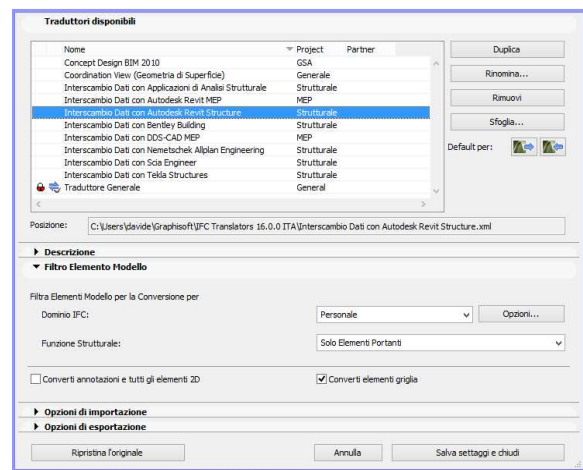 Traduttori disponibili
Nome Project Partner
Concept Design BIM 2010 GSA
Coordination View (Geometria di Superficie) Generale
Interscambio Dati con Applicazioni di Analisi Strutturale Strutturale
Interscambio Dati con Autodesk Revit MEP MEP
Interscambio Dati con Autodesk Revit Structure Strutturale
Interscambio Dati con Bentley Building Strutturale
Interscambio Dati con DDS-CAD MEP MEP
Interscambio Dati con Nemetschek Allplan Engineering Strutturale
Interscambio Dati con Scia Engineer Strutturale
Interscambio Dati con Tekla Structures Strutturale
Traduttore Generale General
Duplica
Rinomina...
Rimuovi
Sfoglia...
Default per:
Posizione: C:\Users\davide\Graphisoft\IFC Translators 16.0.0 ITA\Interscambio Dati con Autodesk Revit Structure.xml
Descrizione
Filtro Elemento Modello
Filtra Elementi Modello per la Conversione per
Dominio IFC: Personale Opzioni...
Funzione Strutturale: Solo Elementi Portanti
Converti annotazioni e tutti gli elementi 2D Converti elementi griglia
Opzioni di importazione
Opzioni di esportazione
Ripristina l'originale Annulla Salva settaggi e chiudi